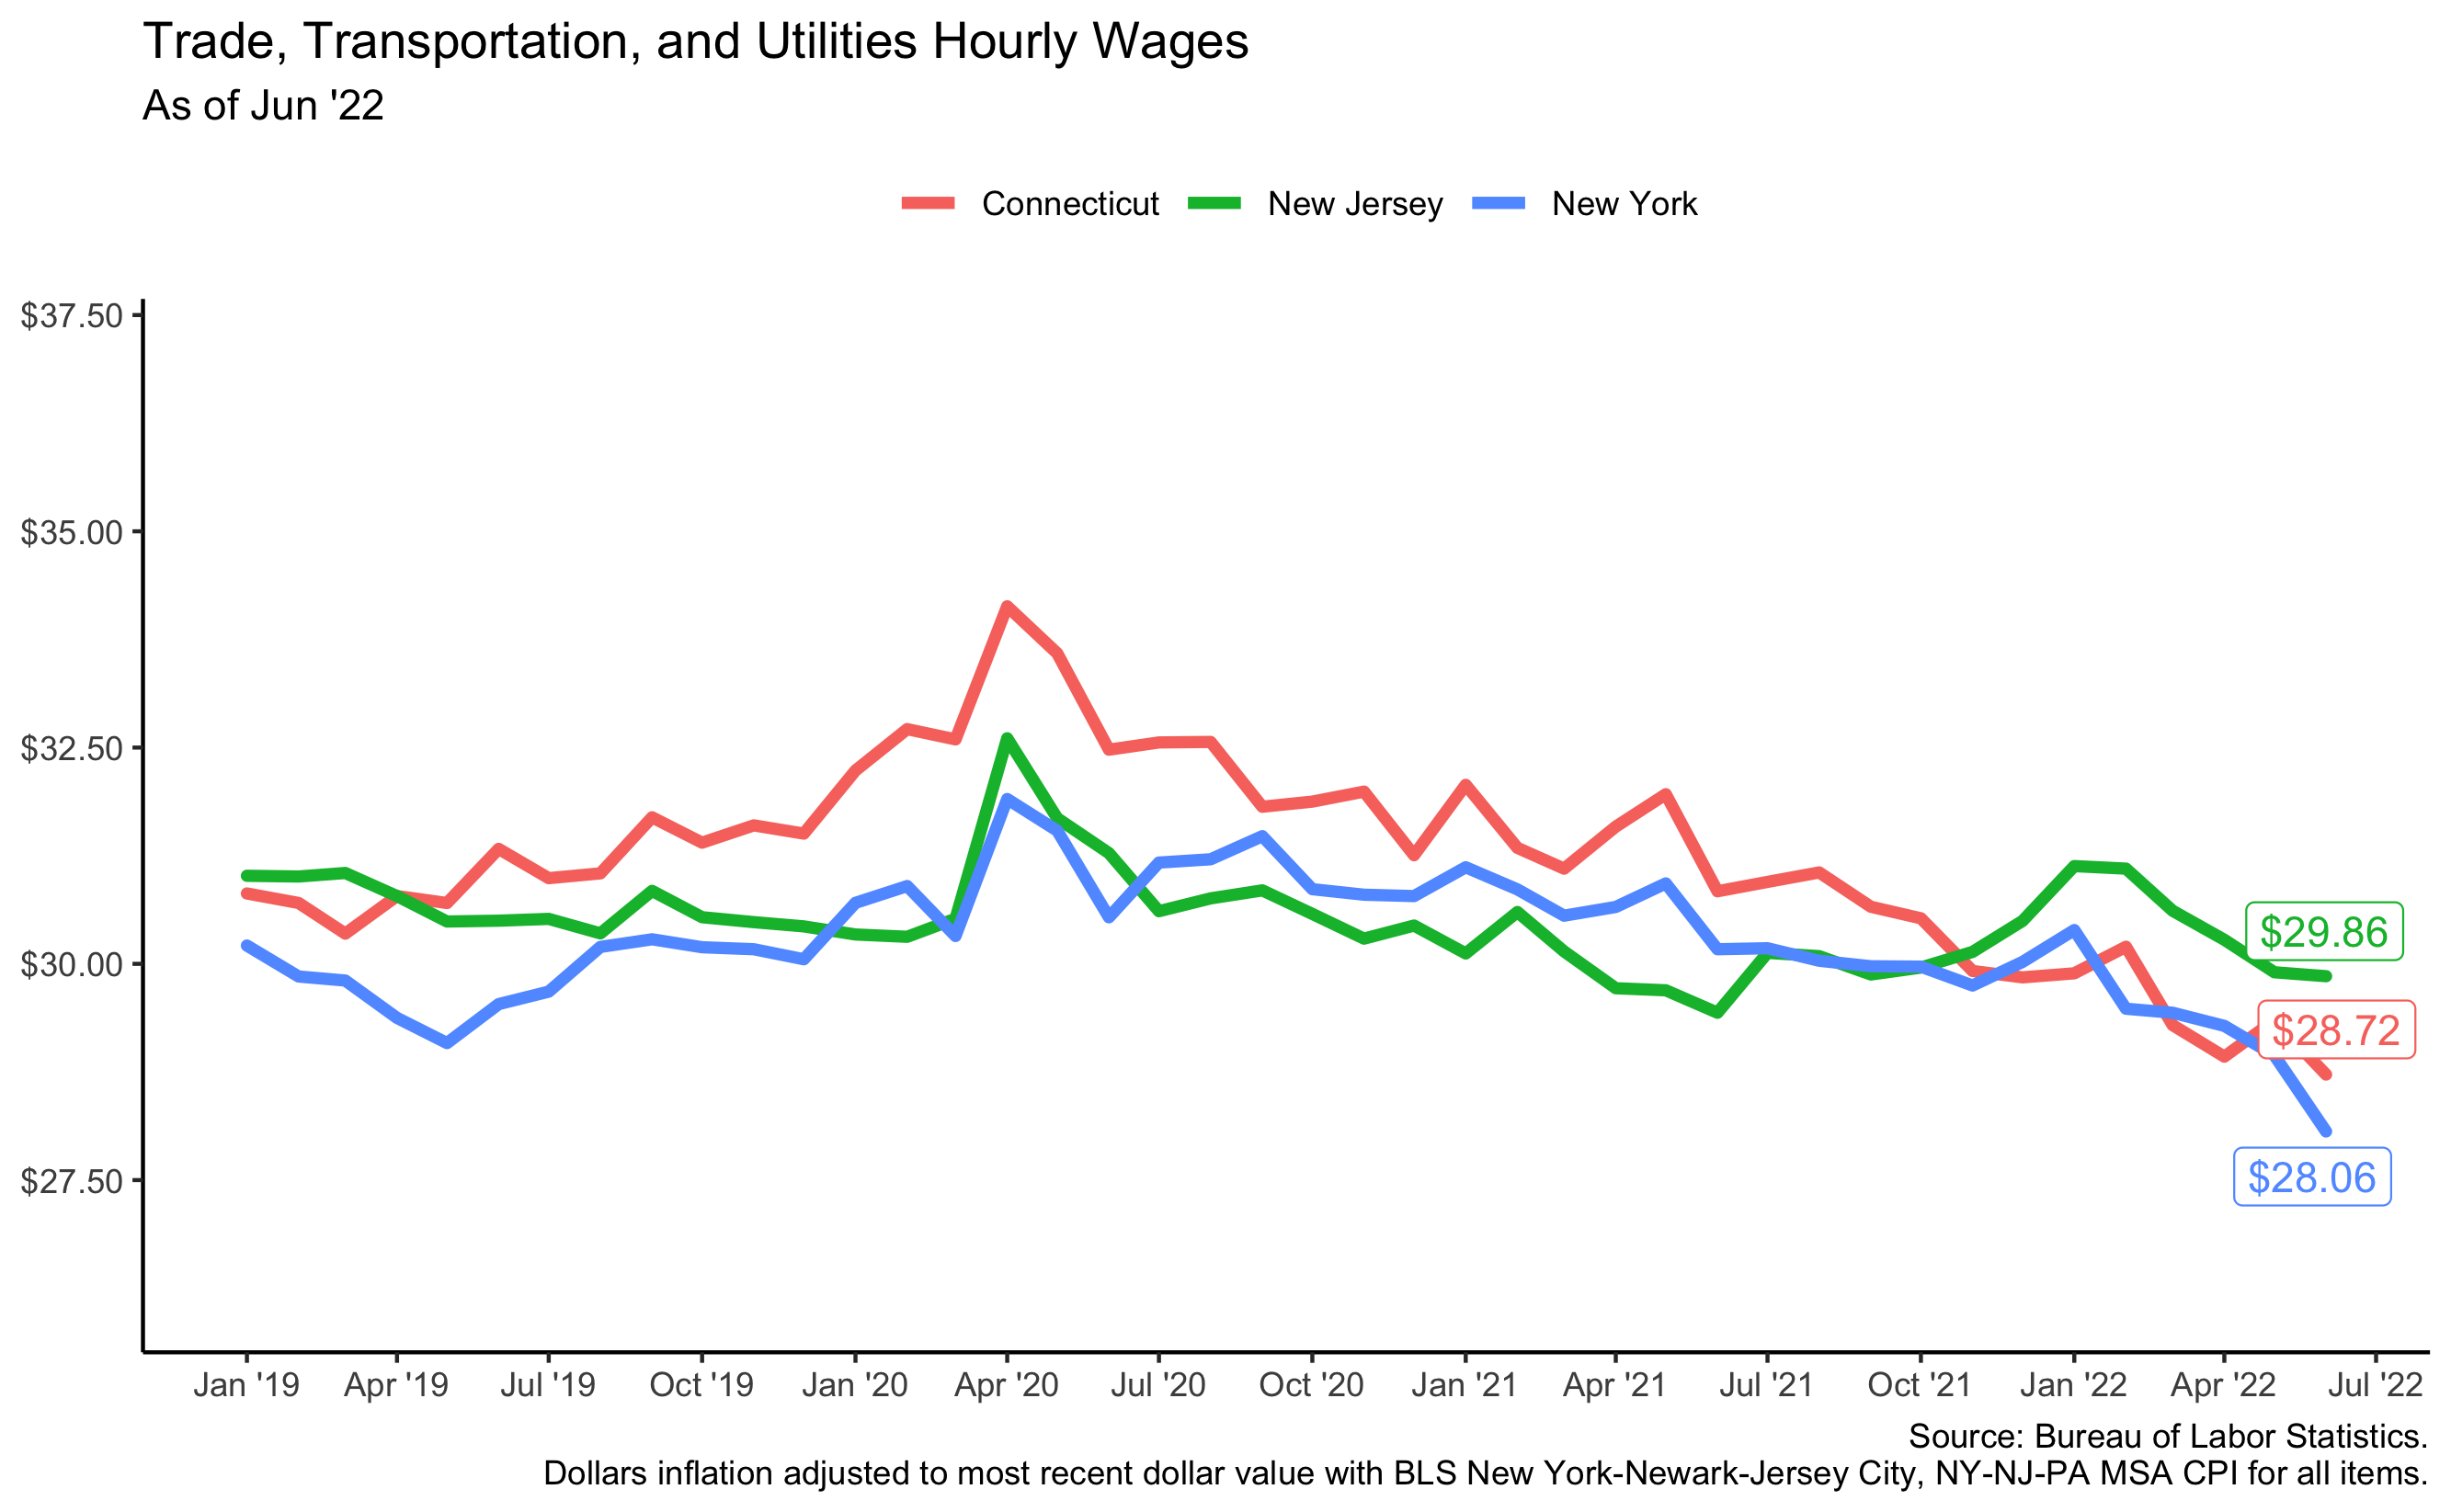 Trade, Transportation, and Utilities Hourly Wages
As of Jun '22
Connecticut New Jersey New York
$37.50
$35.00
$32.50
$30.00
$27.50
$29.86
$28.72
$28.06
Jan '19 Apr '19 Jul '19 Oct '19 Jan '20 Apr '20 Jul '20 Oct '20 Jan '21 Apr '21 Jul '21 Oct '21 Jan '22 Apr '22 Jul '22
Source: Bureau of Labor Statistics.
Dollars inflation adjusted to most recent dollar value with BLS New York-Newark-Jersey City, NY-NJ-PA MSA CPI for all items.